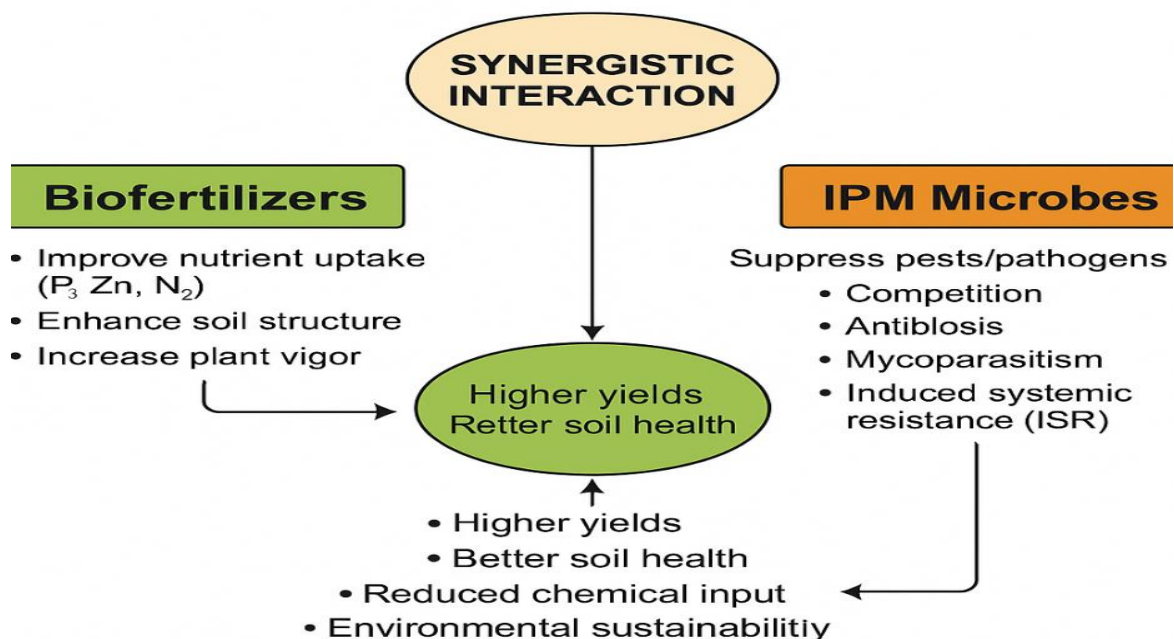 SYNERGISTIC
INTERACTION
Biofertilizers
• Improve nutrient uptake
(P₃ Zn, N₂)
• Enhance soil structure
• Increase plant vigor
IPM Microbes
Suppress pests/pathogens
• Competition
• Antiblosis
• Mycoparasitism
• Induced systemic
resistance (ISR)
Higher yields
Retter soil health
• Higher yields
• Better soil health
• Reduced chemical input
• Environmental sustainabilitiy